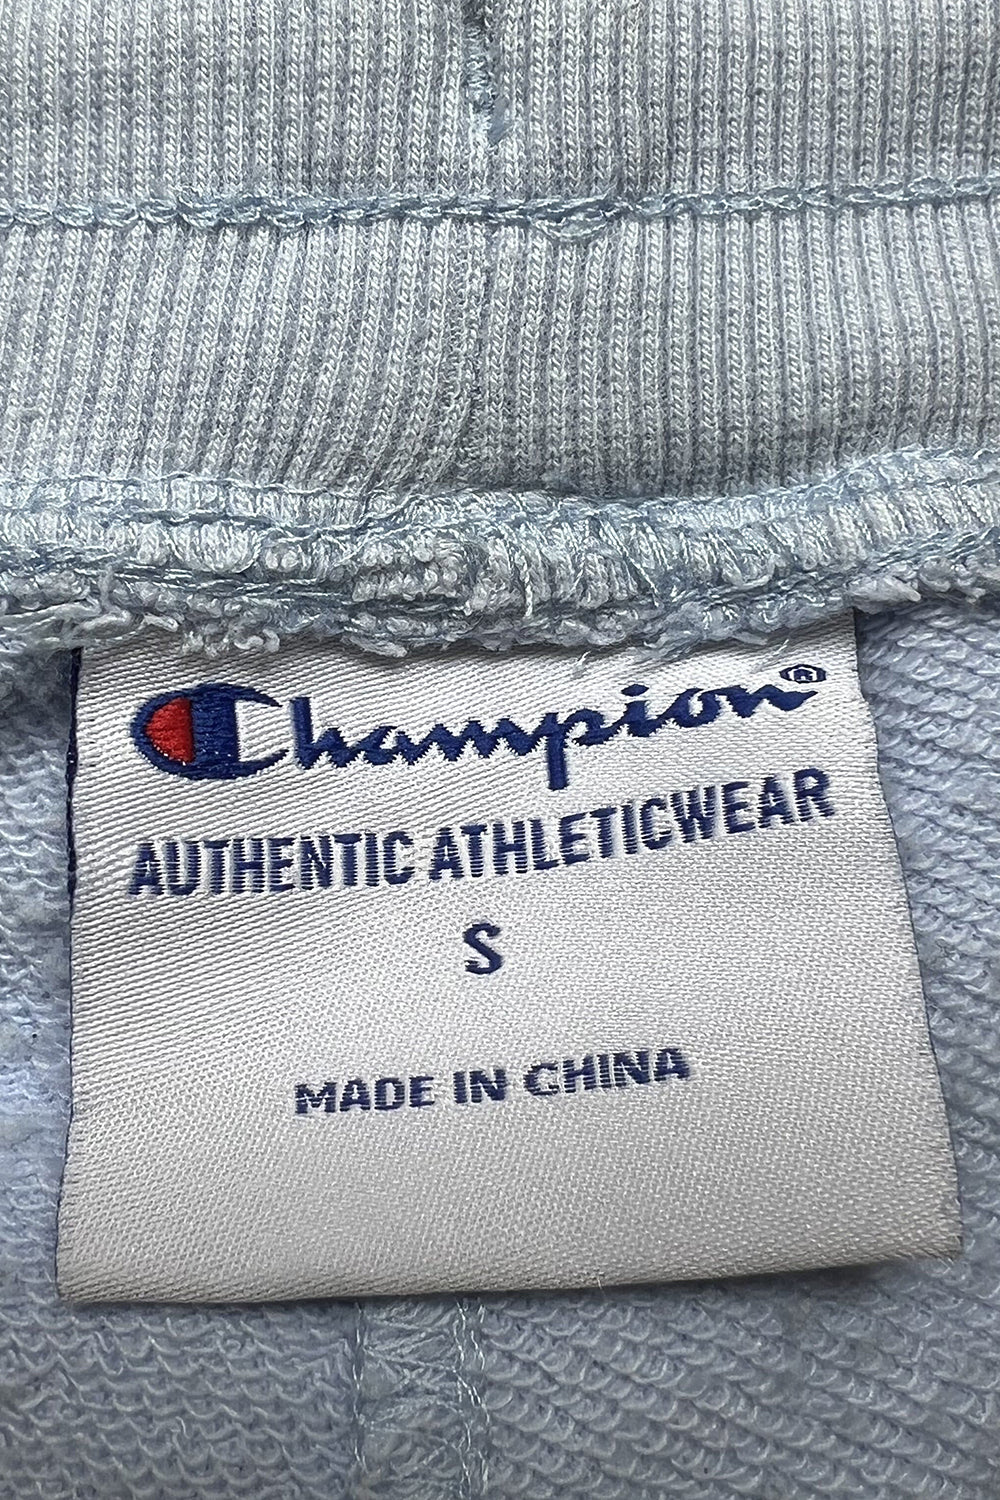 Champion®
AUTHENTIC ATHLETICWEAR
S
MADE IN CHINA